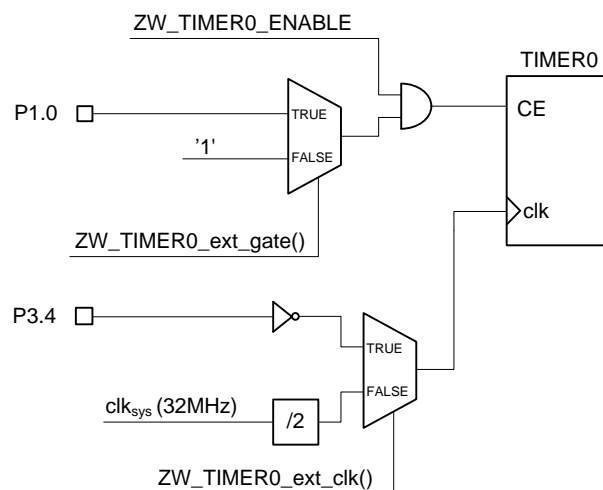 ZW_TIMER0_ENABLE
TIMER0
P1.0
TRUE
CE
'1'
FALSE
clk
ZW_TIMER0_ext_gate()
P3.4
TRUE
FALSE
clksys (32MHz)
/2
ZW_TIMER0_ext_clk()